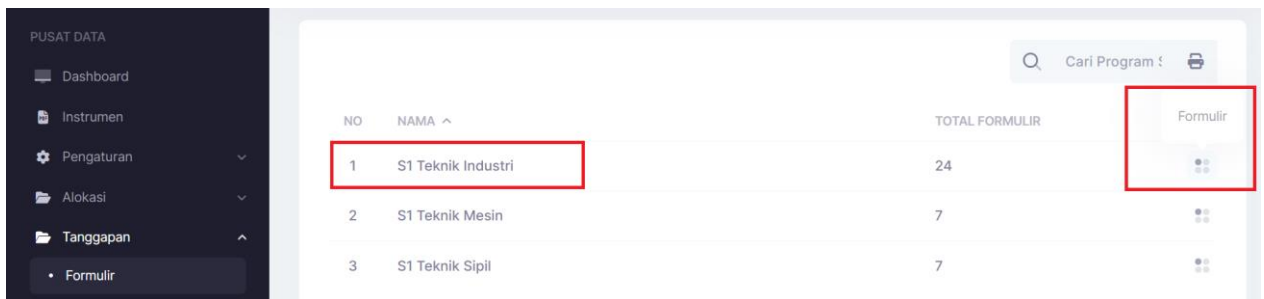 PUSAT DATA
Dashboard
Instrumen
Pengaturan
Alokasi
Tanggapan
• Formulir
Cari Program S
Formulir
NO NAMA TOTAL FORMULIR
1 S1 Teknik Industri 24
2 S1 Teknik Mesin 7
3 S1 Teknik Sipil 7